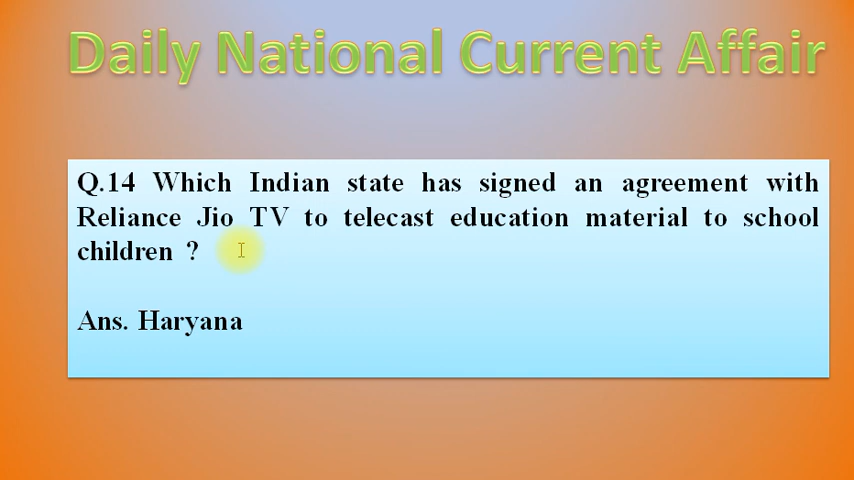 Daily National Current Affair
Q.14 Which Indian state has signed an agreement with
Reliance Jio TV to telecast education material to school
children ?
Ans. Haryana